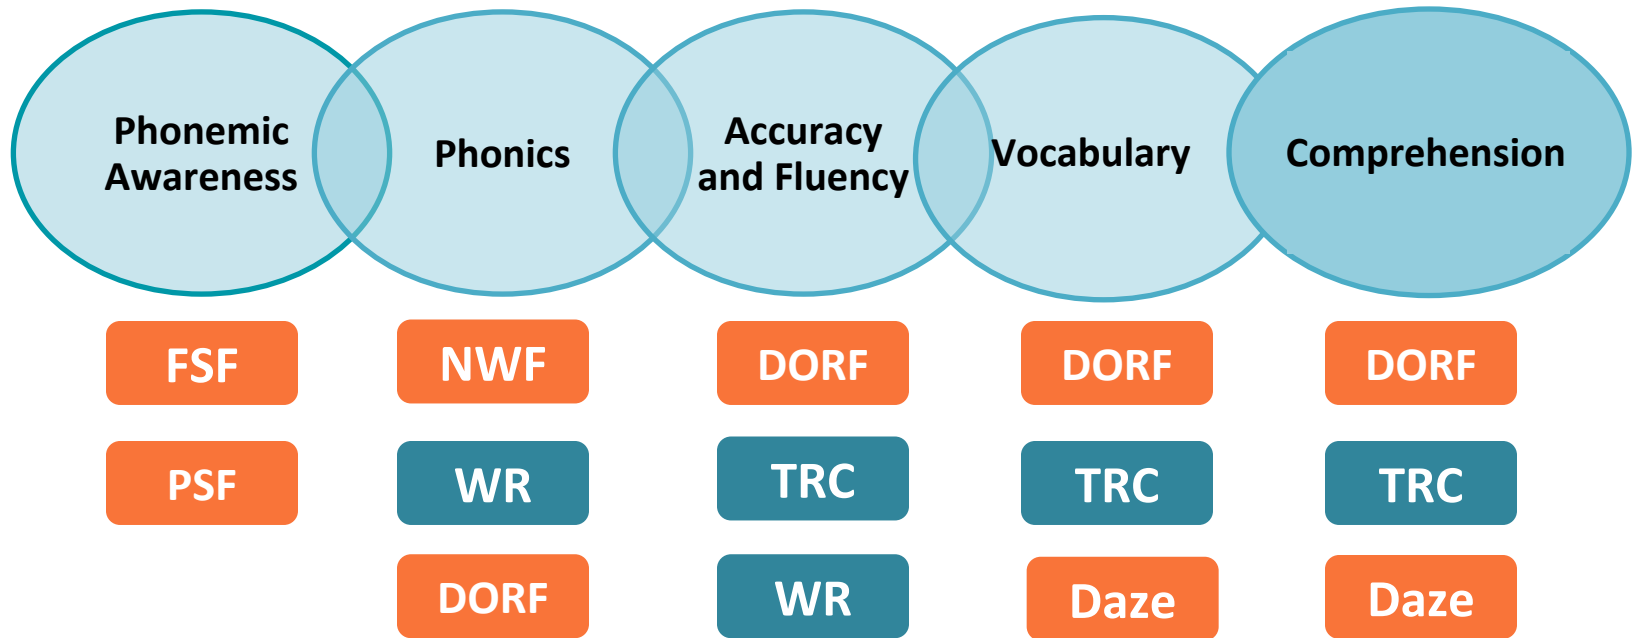 Phonemic
Awareness
Phonics
Accuracy
and Fluency
Vocabulary
Comprehension
FSF
NWF
DORF
DORF
DORF
PSF
WR
TRC
TRC
TRC
DORF
WR
Daze
Daze